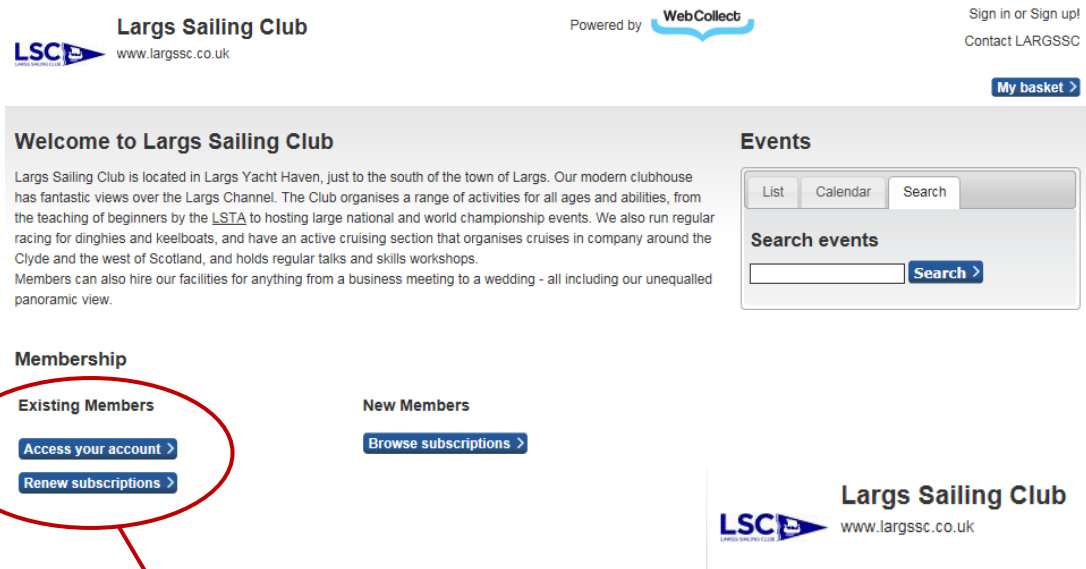 Largs Sailing Club
www.largssc.co.uk
LSC
LARGS SAILING CLUB
Powered by WebCollect
Sign in or Sign up!
Contact LARGSSC
My basket >
Welcome to Largs Sailing Club
Largs Sailing Club is located in Largs Yacht Haven, just to the south of the town of Largs. Our modern clubhouse
has fantastic views over the Largs Channel. The Club organises a range of activities for all ages and abilities, from
the teaching of beginners by the LSTA to hosting large national and world championship events. We also run regular
racing for dinghies and keelboats, and have an active cruising section that organises cruises in company around the
Clyde and the west of Scotland, and holds regular talks and skills workshops.
Members can also hire our facilities for anything from a business meeting to a wedding - all including our unequalled
panoramic view.
Events
List Calendar Search
Search events
Search >
Membership
Existing Members
Access your account >
Renew subscriptions >
New Members
Browse subscriptions >
Largs Sailing Club
www.largssc.co.uk
LSC
LARGS SAILING CLUB